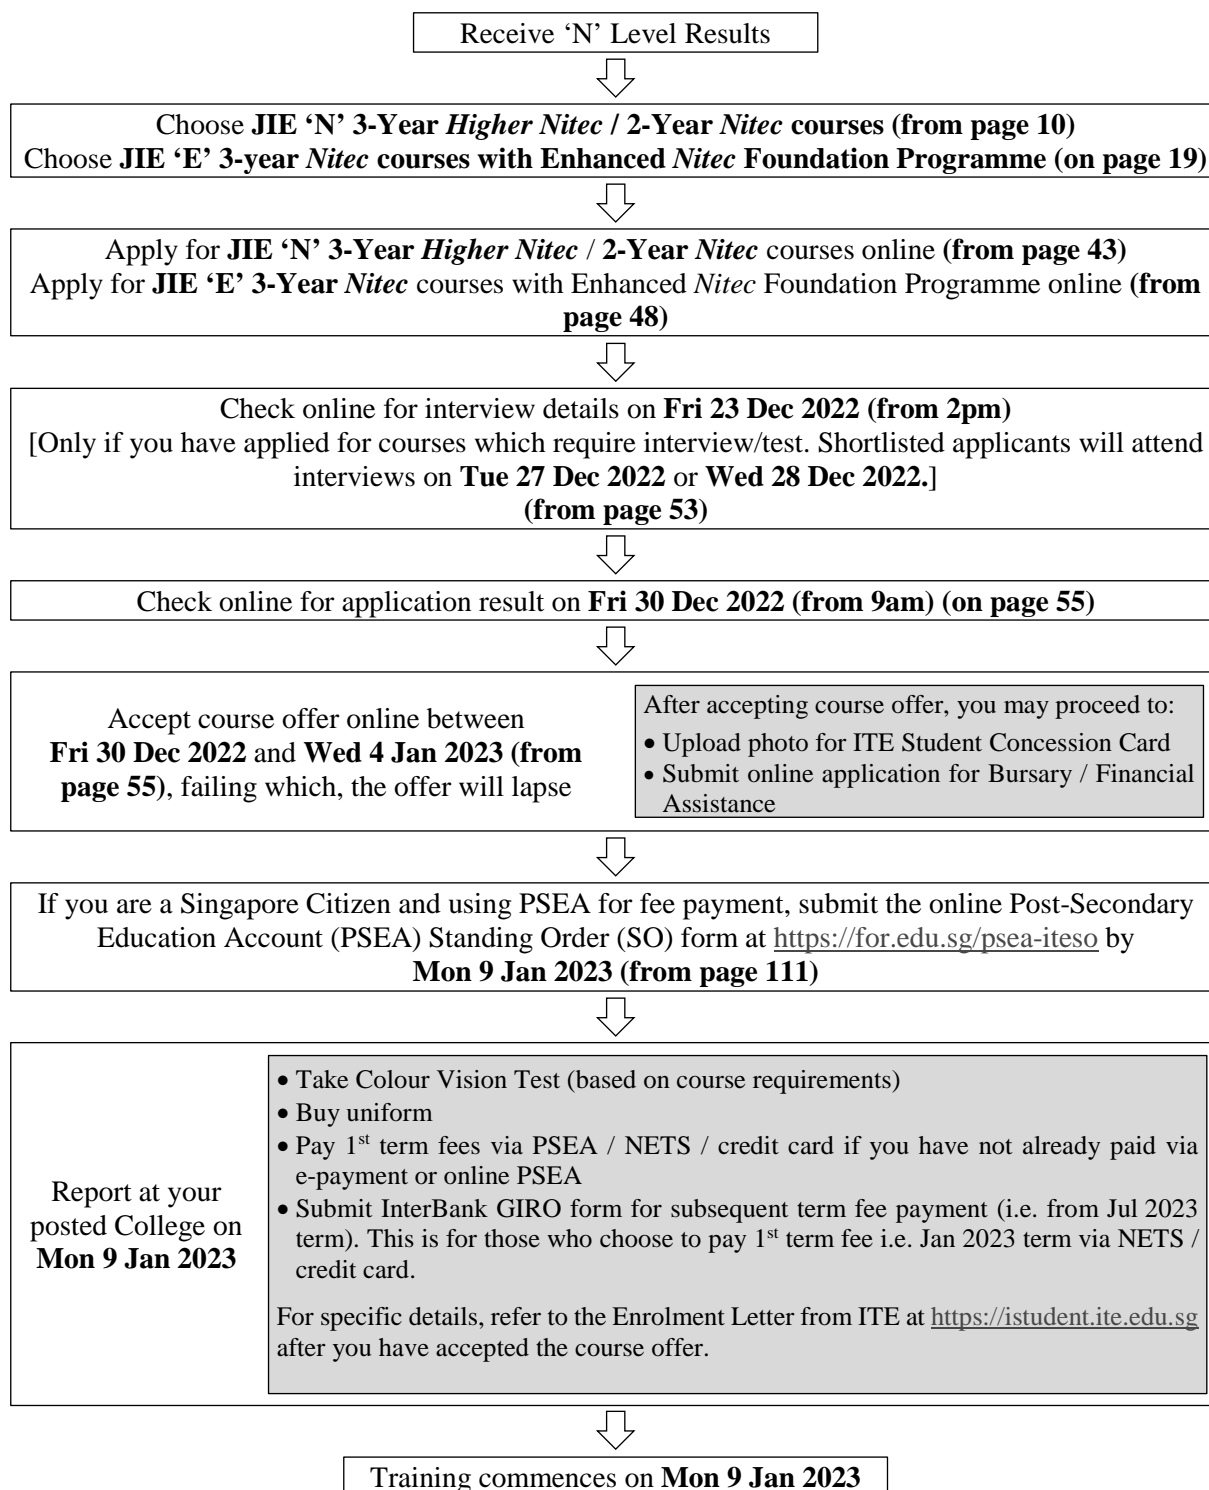 Receive ‘N’ Level Results
Choose JIE ‘N’ 3-Year Higher Nitec / 2-Year Nitec courses (from page 10)
Choose JIE ‘E’ 3-year Nitec courses with Enhanced Nitec Foundation Programme (on page 19)
Apply for JIE ‘N’ 3-Year Higher Nitec / 2-Year Nitec courses online (from page 43)
Apply for JIE ‘E’ 3-Year Nitec courses with Enhanced Nitec Foundation Programme online (from
page 48)
Check online for interview details on Fri 23 Dec 2022 (from 2pm)
[Only if you have applied for courses which require interview/test. Shortlisted applicants will attend
interviews on Tue 27 Dec 2022 or Wed 28 Dec 2022.]
(from page 53)
Check online for application result on Fri 30 Dec 2022 (from 9am) (on page 55)
Accept course offer online between
Fri 30 Dec 2022 and Wed 4 Jan 2023 (from
page 55), failing which, the offer will lapse
After accepting course offer, you may proceed to:
• Upload photo for ITE Student Concession Card
• Submit online application for Bursary / Financial
Assistance
If you are a Singapore Citizen and using PSEA for fee payment, submit the online Post-Secondary
Education Account (PSEA) Standing Order (SO) form at https://for.edu.sg/psea-iteso by
Mon 9 Jan 2023 (from page 111)
Report at your
posted College on
Mon 9 Jan 2023
• Take Colour Vision Test (based on course requirements)
• Buy uniform
• Pay 1st term fees via PSEA / NETS / credit card if you have not already paid via
e-payment or online PSEA
• Submit InterBank GIRO form for subsequent term fee payment (i.e. from Jul 2023
term). This is for those who choose to pay 1st term fee i.e. Jan 2023 term via NETS /
credit card.
For specific details, refer to the Enrolment Letter from ITE at https://istudent.ite.edu.sg
after you have accepted the course offer.
Training commences on Mon 9 Jan 2023